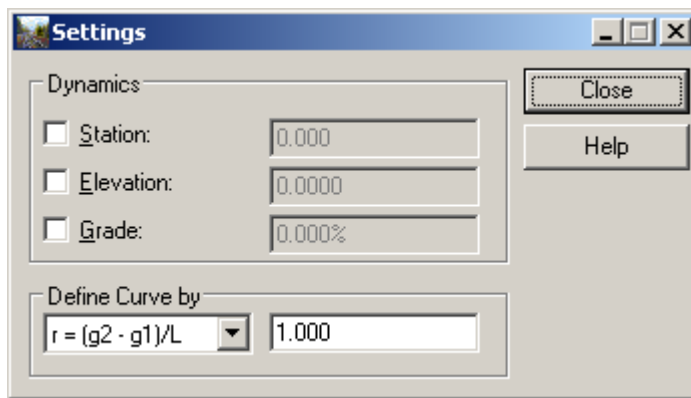 Settings
Dynamics
Close
Station: 0.000
Help
Elevation: 0.0000
Grade: 0.000%
Define Curve by
r = (g2 - g1)/L 1.000